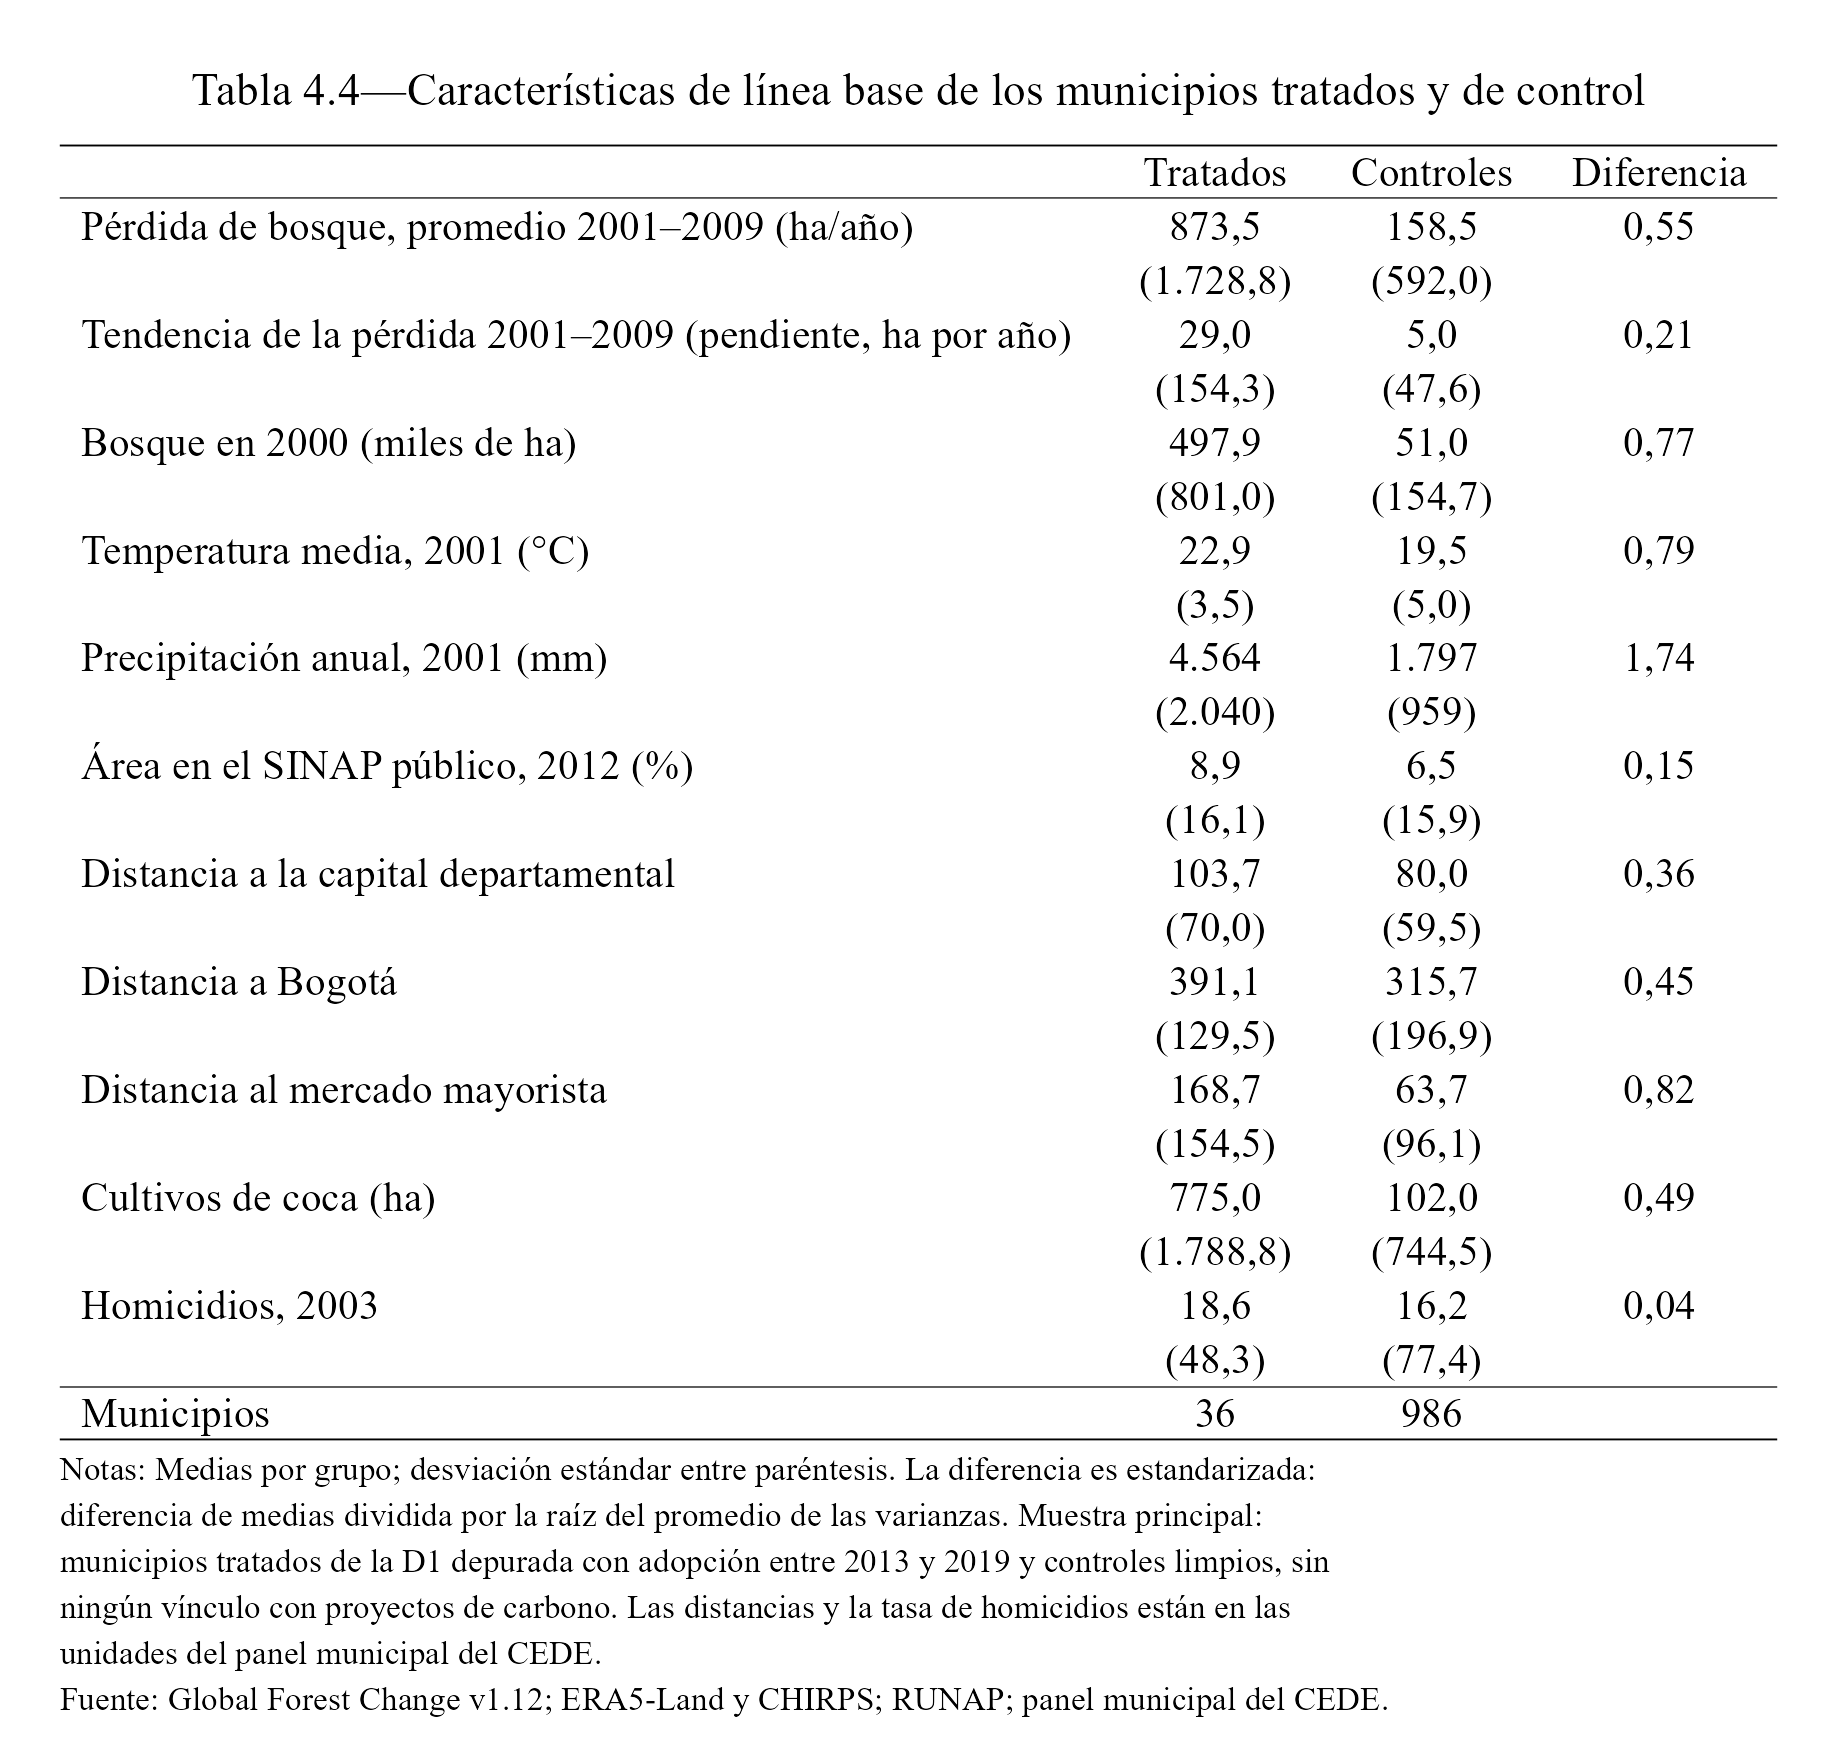 Tabla 4.4—Características de línea base de los municipios tratados y de control
Tratados Controles Diferencia
Pérdida de bosque, promedio 2001–2009 (ha/año) 873,5 158,5 0,55
(1.728,8) (592,0)
Tendencia de la pérdida 2001–2009 (pendiente, ha por año) 29,0 5,0 0,21
(154,3) (47,6)
Bosque en 2000 (miles de ha) 497,9 51,0 0,77
(801,0) (154,7)
Temperatura media, 2001 (°C) 22,9 19,5 0,79
(3,5) (5,0)
Precipitación anual, 2001 (mm) 4.564 1.797 1,74
(2.040) (959)
Área en el SINAP público, 2012 (%) 8,9 6,5 0,15
(16,1) (15,9)
Distancia a la capital departamental 103,7 80,0 0,36
(70,0) (59,5)
Distancia a Bogotá 391,1 315,7 0,45
(129,5) (196,9)
Distancia al mercado mayorista 168,7 63,7 0,82
(154,5) (96,1)
Cultivos de coca (ha) 775,0 102,0 0,49
(1.788,8) (744,5)
Homicidios, 2003 18,6 16,2 0,04
(48,3) (77,4)
Municipios 36 986
Notas: Medias por grupo; desviación estándar entre paréntesis. La diferencia es estandarizada:
diferencia de medias dividida por la raíz del promedio de las varianzas. Muestra principal:
municipios tratados de la D1 depurada con adopción entre 2013 y 2019 y controles limpios, sin
ningún vínculo con proyectos de carbono. Las distancias y la tasa de homicidios están en las
unidades del panel municipal del CEDE.
Fuente: Global Forest Change v1.12; ERA5-Land y CHIRPS; RUNAP; panel municipal del CEDE.